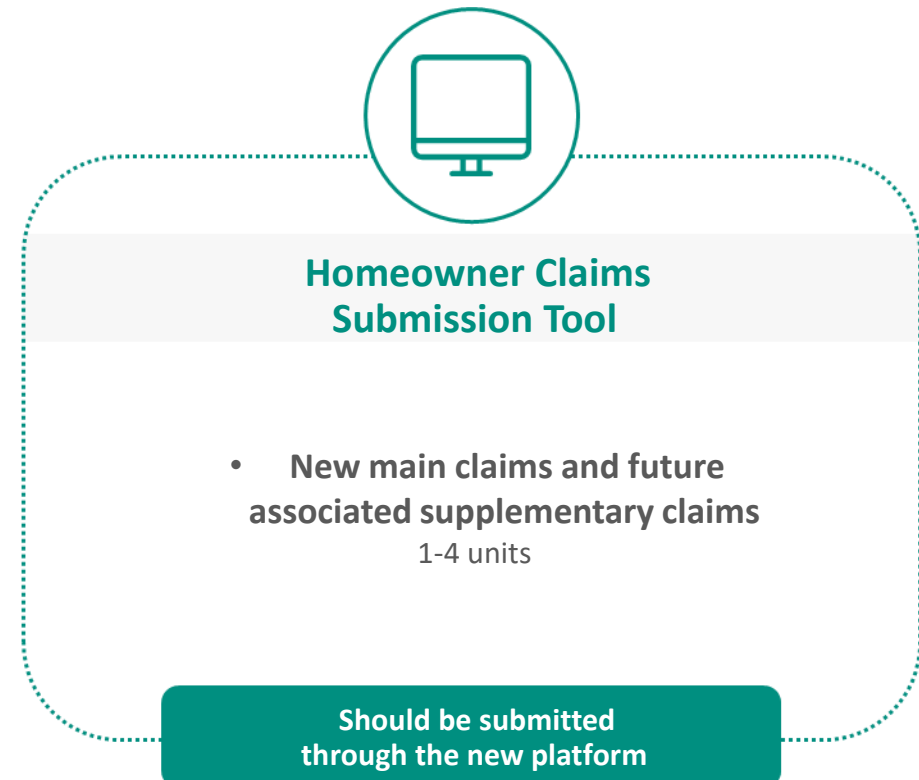 Homeowner Claims
Submission Tool
• New main claims and future
associated supplementary claims
1-4 units
Should be submitted
through the new platform